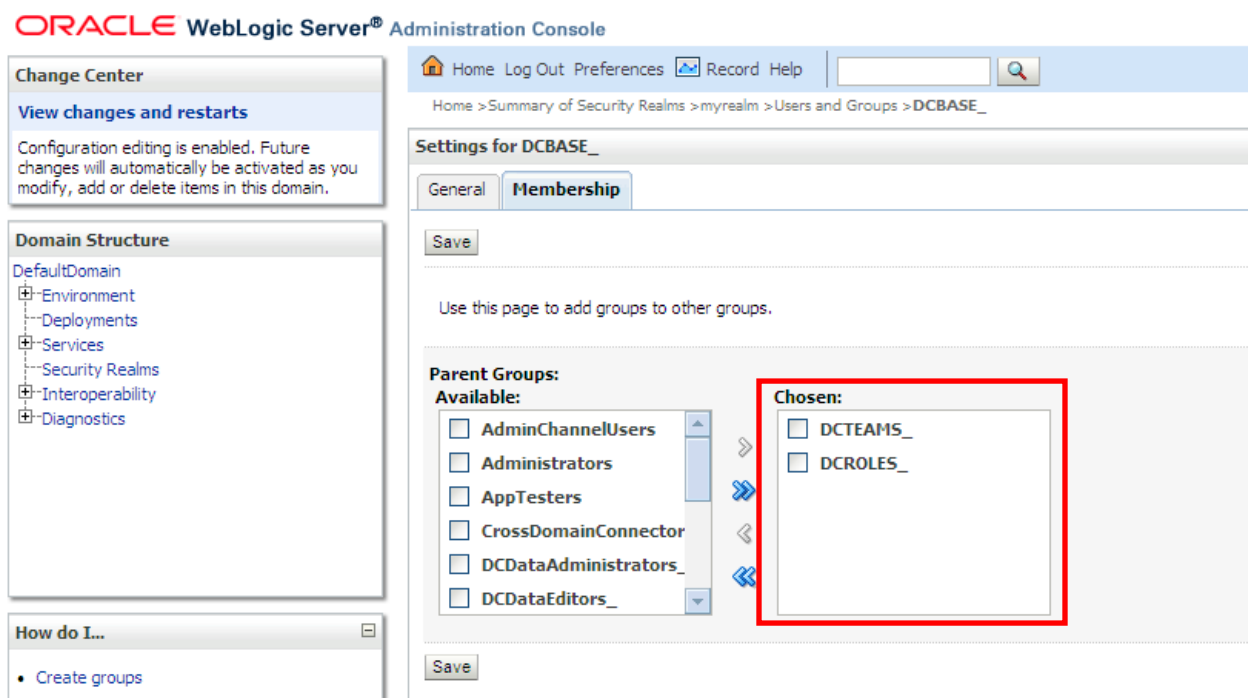 ORACLE WebLogic Server® Administration Console
Change Center
View changes and restarts
Configuration editing is enabled. Future
changes will automatically be activated as you
modify, add or delete items in this domain.
Domain Structure
DefaultDomain
Environment
Deployments
Services
Security Realms
Interoperability
Diagnostics
How do I...
Create groups
Home Log Out Preferences Record Help
Home >Summary of Security Realms >myrealm >Users and Groups >DCBASE_
Settings for DCBASE_
General Membership
Save
Use this page to add groups to other groups.
Parent Groups:
Available:
AdminChannelUsers
Administrators
AppTesters
CrossDomainConnector
DCDataAdministrators_
DCDataEditors_
Chosen:
DCTEAMS_
DCROLES_
Save